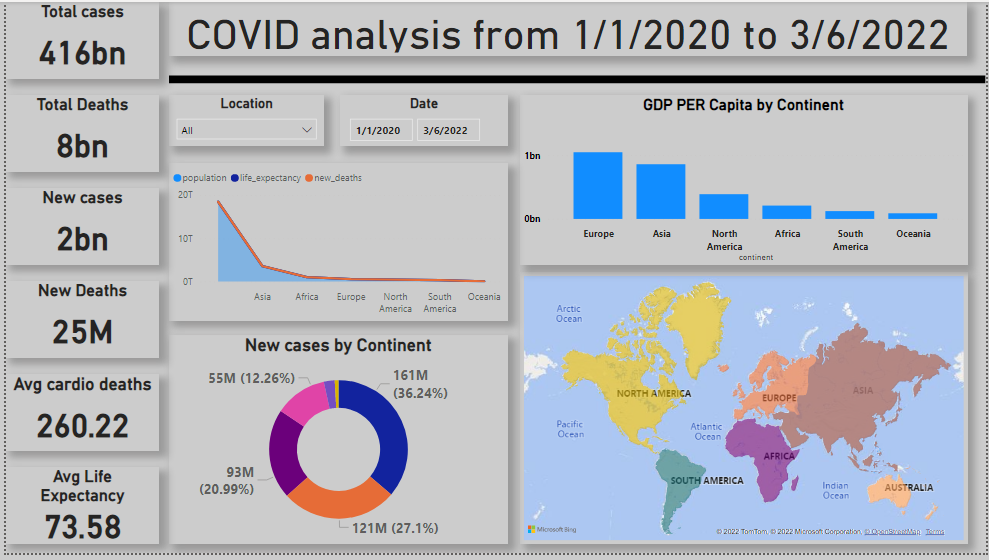 Total cases
416bn
COVID analysis from 1/1/2020 to 3/6/2022
Total Deaths
8bn
New cases
2bn
New Deaths
25M
Avg cardio deaths
260.22
Avg Life
Expectancy
73.58
Location
All
Date
1/1/2020
3/6/2022
population
life_expectancy
new_deaths
20T
10T
0T
Asia
Africa
Europe
North
America
South
America
Oceania
New cases by Continent
55M (12.26%)
161M
(36.24%)
93M
(20.99%)
121M (27.1%)
GDP PER Capita by Continent
1bn
0bn
Europe
Asia
North
America
Africa
South
America
Oceania
continent
Arctic
Ocean
NORTH AMERICA
EUROPE
ASIA
Pacific
Ocean
Atlantic
Ocean
AFRICA
SOUTH AMERICA
Indian
Ocean
AUSTRALIA
Microsoft Bing
© 2022 TomTom, © 2022 Microsoft Corporation, © OpenStreetMap Terms